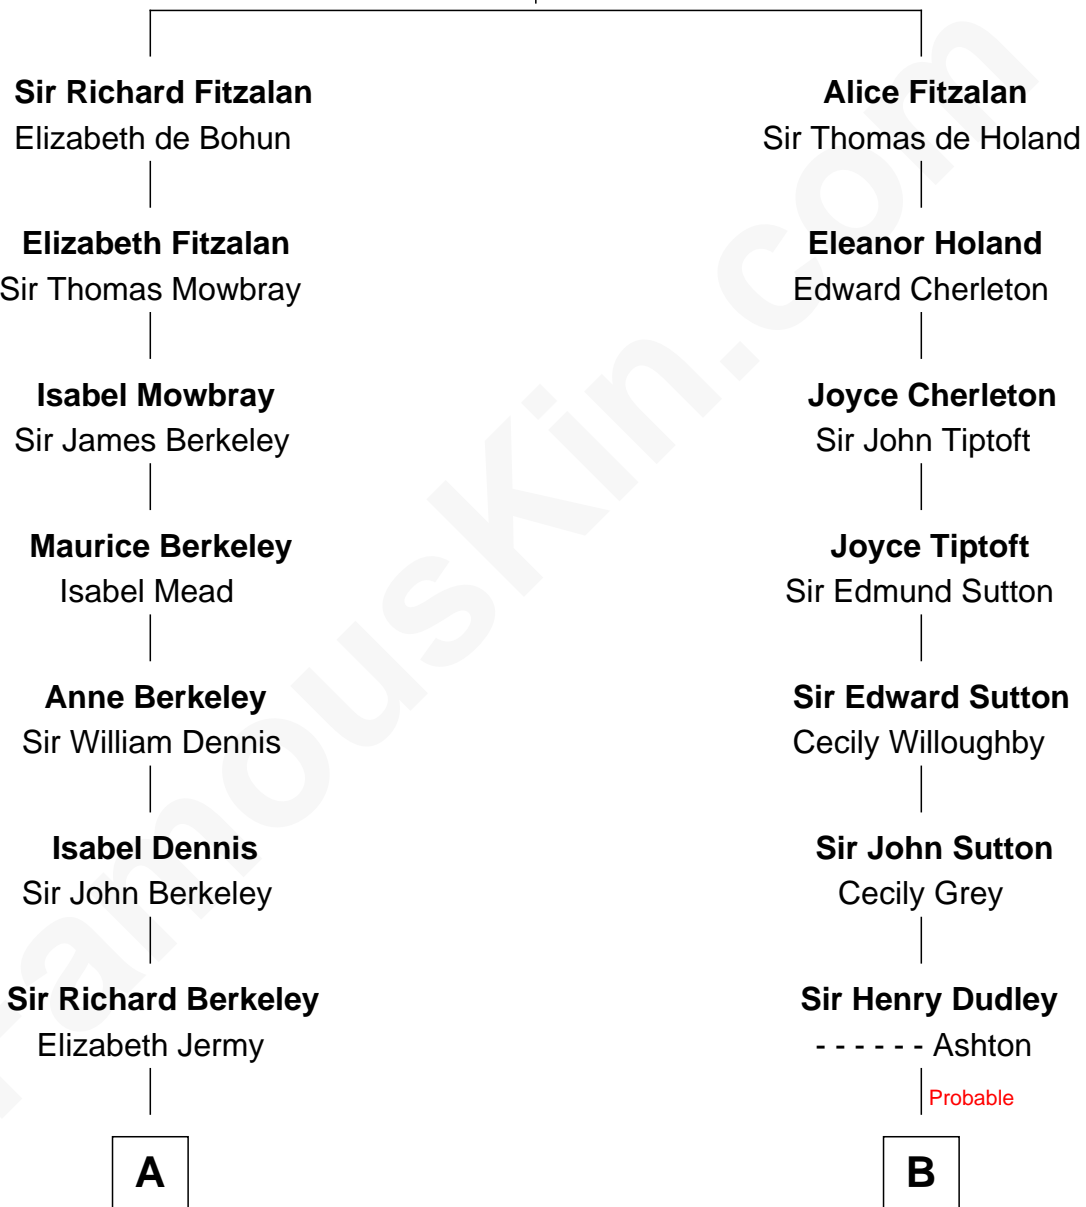 Sir Richard Fitzalan
Elizabeth de Bohun
Alice Fitzalan
Sir Thomas de Holand
Elizabeth Fitzalan
Sir Thomas Mowbray
Eleanor Holand
Edward Cherleton
Isabel Mowbray
Sir James Berkeley
Joyce Cherleton
Sir John Tiptoft
Maurice Berkeley
Isabel Mead
Joyce Tiptoft
Sir Edmund Sutton
Anne Berkeley
Sir William Dennis
Sir Edward Sutton
Cecily Willoughby
Isabel Dennis
Sir John Berkeley
Sir John Sutton
Cecily Grey
Sir Richard Berkeley
Elizabeth Jermy
Sir Henry Dudley
- - - - - - Ashton
Probable
A
B
FamousKin.com